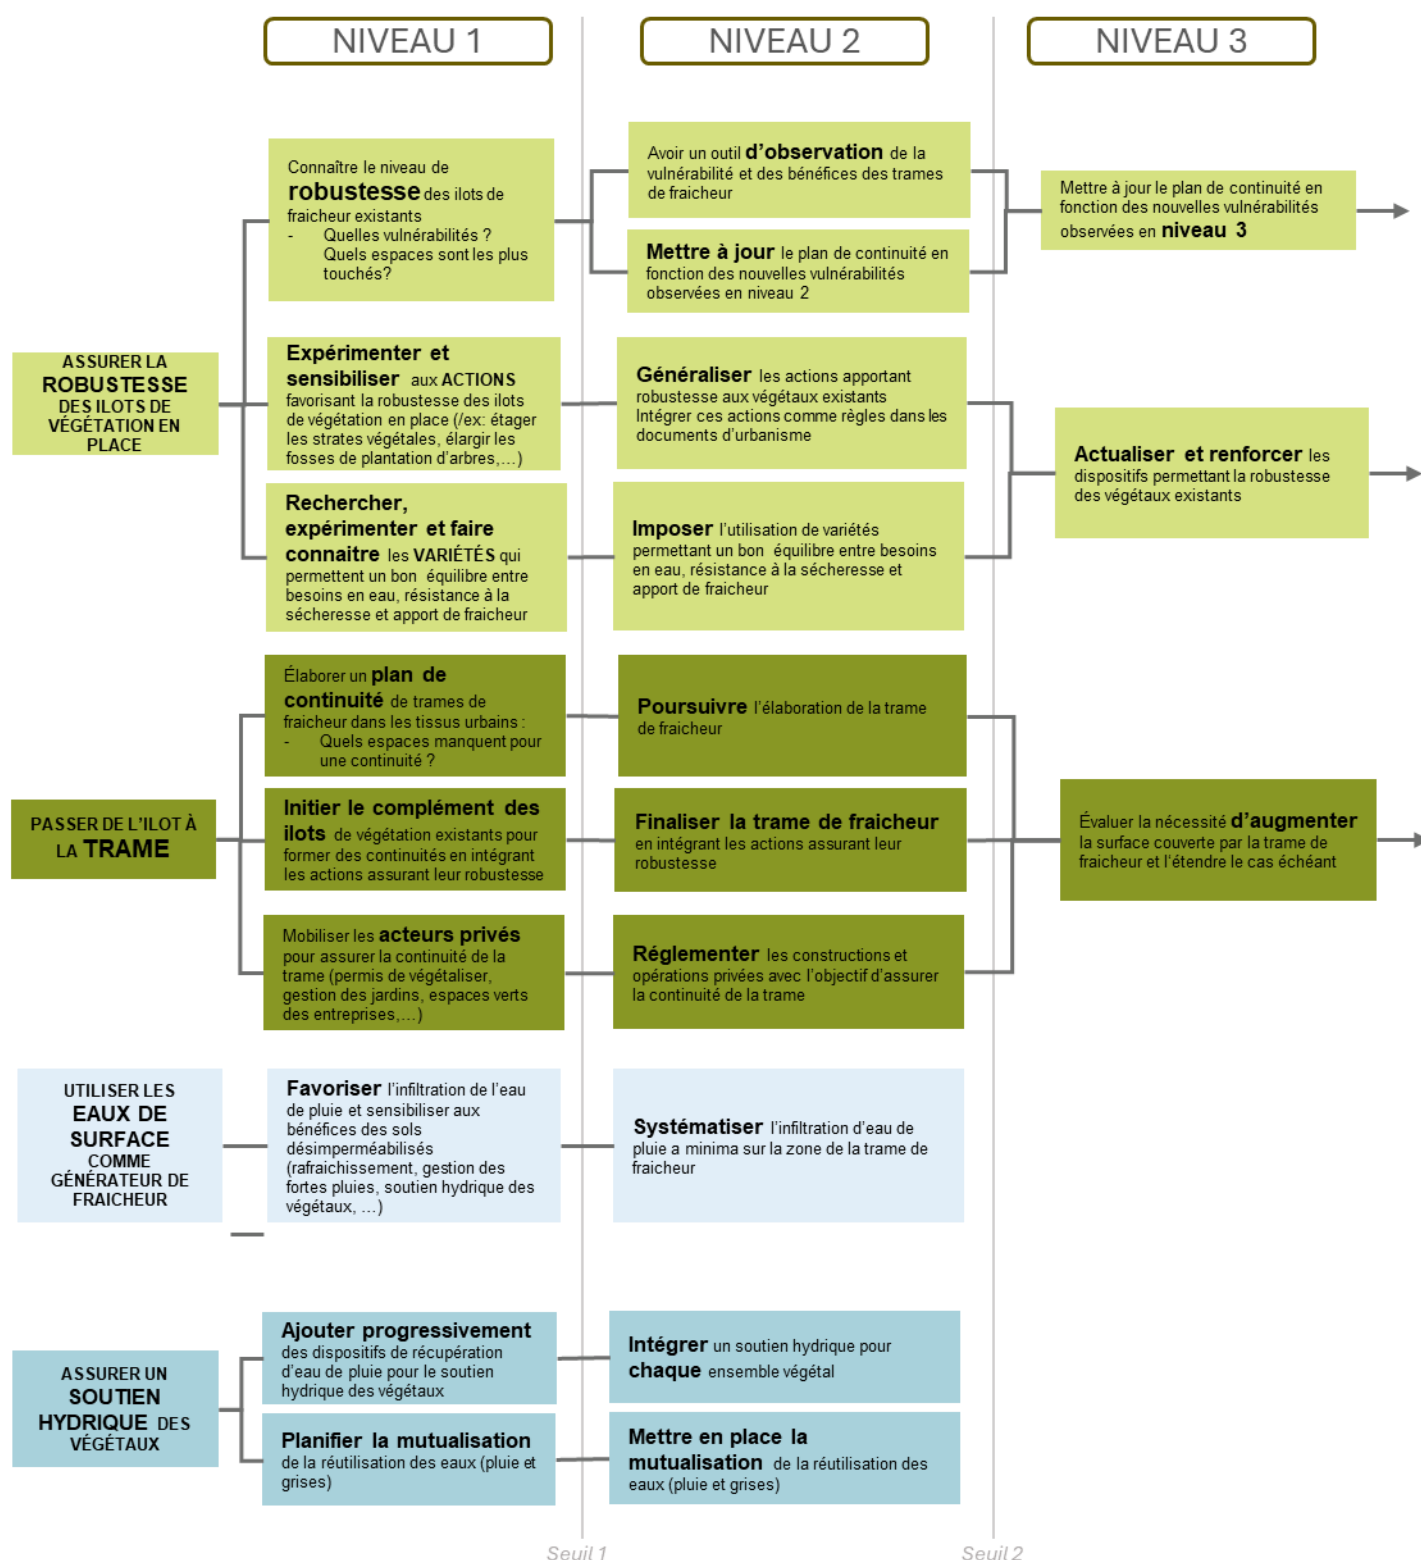 NIVEAU 1
NIVEAU 2
NIVEAU 3
ASSURER LA
ROBUSTESSE
DES ILOTS DE
VÉGÉTATION EN
PLACE
Connaître le niveau de
robustesse des ilots de
fraicheur existants
- Quelles vulnérabilités ?
Quels espaces sont les plus
touchés?
Avoir un outil d'observation de la
vulnérabilité et des bénéfices des trames
de fraicheur
Mettre à jour le plan de continuité en
fonction des nouvelles vulnérabilités
observées en niveau 2
Mettre à jour le plan de continuité en
fonction des nouvelles vulnérabilités
observées en niveau 3
Expérimenter et
sensibiliser aux ACTIONS
favorisant la robustesse des ilots
de végétation en place (/ex: étager
les strates végétales, élargir les
fosses de plantation d'arbres,…)
Généraliser les actions apportant
robustesse aux végétaux existants
Intégrer ces actions comme règles dans les
documents d'urbanisme
Rechercher,
expérimenter et faire
connaitre les VARIÉTÉS qui
permettent un bon équilibre entre
besoins en eau, résistance à la
sécheresse et apport de fraicheur
Imposer l'utilisation de variétés
permettant un bon équilibre entre besoins
en eau, résistance à la sécheresse et
apport de fraicheur
Actualiser et renforcer les
dispositifs permettant la robustesse
des végétaux existants
PASSER DE L'ILOT À
LA TRAME
Élaborer un plan de
continuité de trames de
fraicheur dans les tissus urbains :
- Quels espaces manquent pour
une continuité ?
Poursuivre l'élaboration de la trame
de fraicheur
Initier le complément des
ilots de végétation existants pour
former des continuités en intégrant
les actions assurant leur robustesse
Finaliser la trame de fraicheur
en intégrant les actions assurant leur
robustesse
Mobiliser les acteurs privés
pour assurer la continuité de la
trame (permis de végétaliser,
gestion des jardins, espaces verts
des entreprises,…)
Réglementer les constructions et
opérations privées avec l'objectif d'assurer
la continuité de la trame
Évaluer la nécessité d'augmenter
la surface couverte par la trame de
fraicheur et l'étendre le cas échéant
UTILISER LES
EAUX DE
SURFACE
COMME
GÉNÉRATEUR DE
FRAICHEUR
Favoriser l'infiltration de l'eau
de pluie et sensibiliser aux
bénéfices des sols
désimperméabilisés
(rafraichissement, gestion des
fortes pluies, soutien hydrique des
végétaux, …)
Systématiser l'infiltration d'eau de
pluie a minima sur la zone de la trame de
fraicheur
ASSURER UN
SOUTIEN
HYDRIQUE DES
VÉGÉTAUX
Ajouter progressivement
des dispositifs de récupération
d'eau de pluie pour le soutien
hydrique des végétaux
Intégrer un soutien hydrique pour
chaque ensemble végétal
Planifier la mutualisation
de la réutilisation des eaux (pluie et
grises)
Mettre en place la
mutualisation de la réutilisation des
eaux (pluie et grises)
Seuil 1
Seuil 2